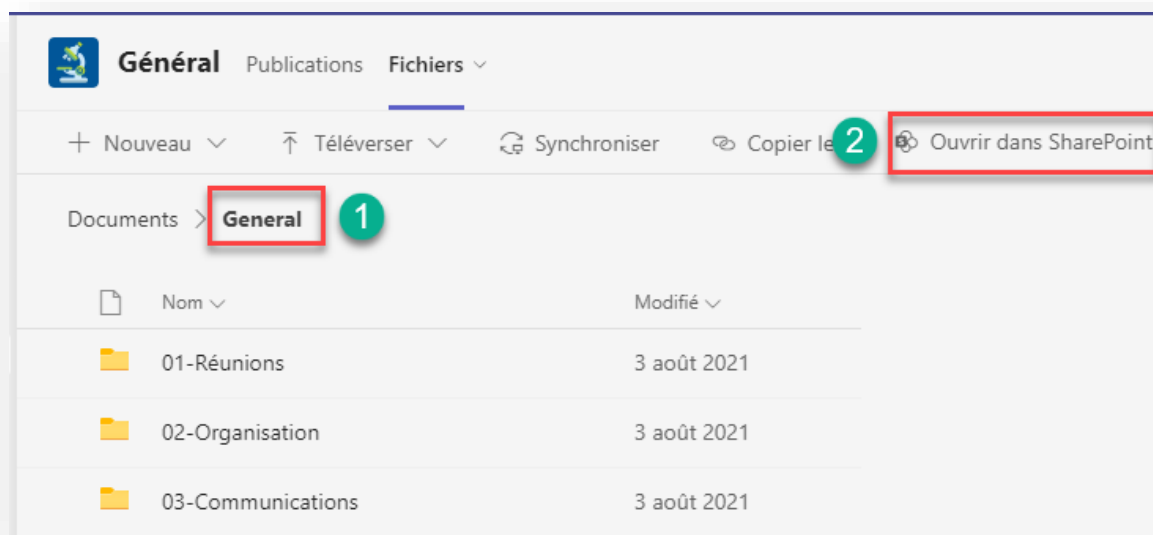 Général Publications Fichiers
Nouveau Téléverser Synchroniser Copier le 2 Ouvrir dans SharePoint
Documents > General 1
Nom Modifié
01-Réunions 3 août 2021
02-Organisation 3 août 2021
03-Communications 3 août 2021